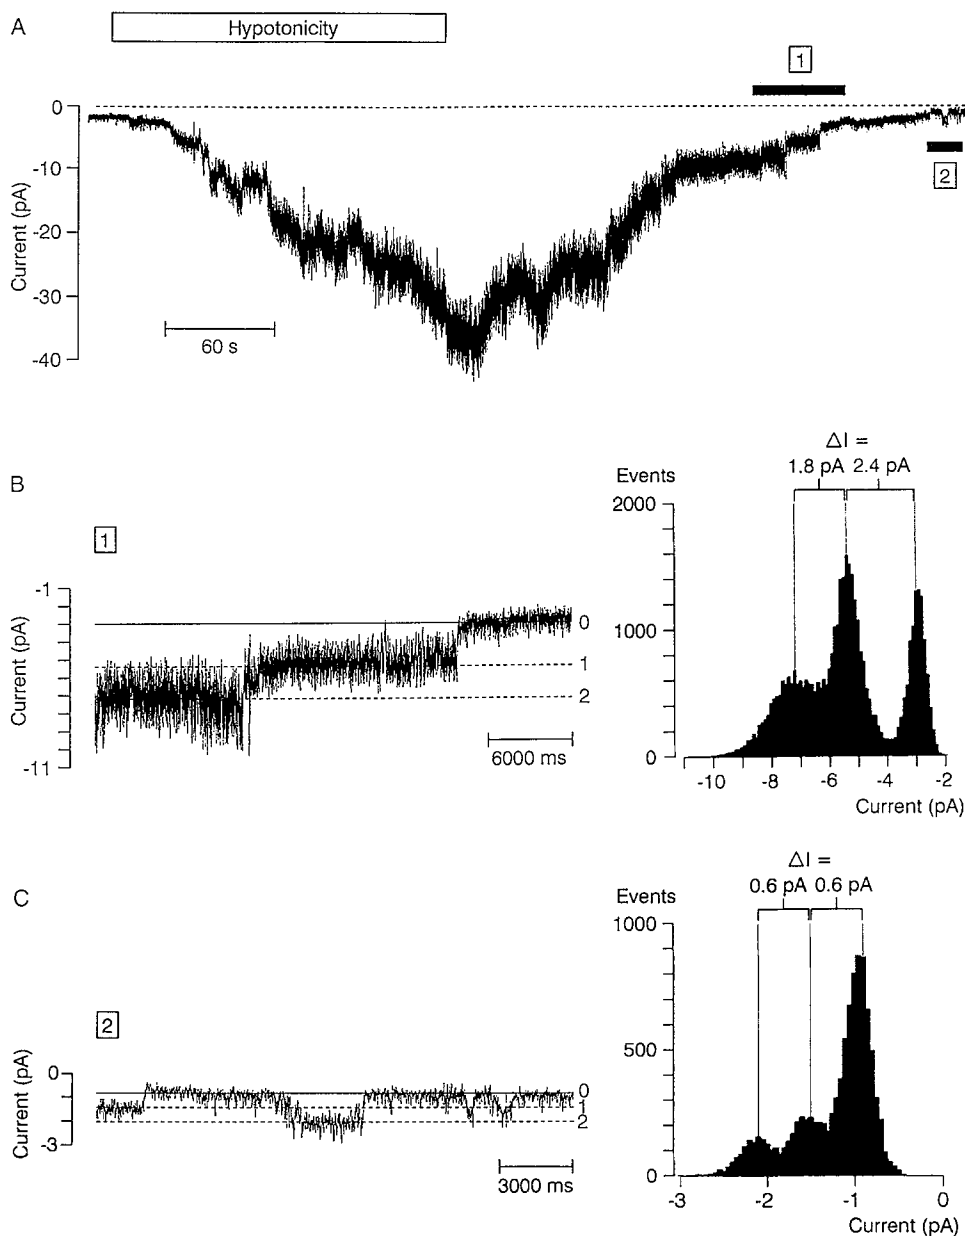 A
Hypotonicity
1
0
-10
-20
-30
-40
Current (pA)
60 s
2
B
1
-1
-11
Current (pA)
0
1
2
6000 ms
ΔI =
1.8 pA 2.4 pA
Events
2000
1000
0
-10 -8 -6 -4 -2
Current (pA)
C
2
0
-3
Current (pA)
0
1
2
3000 ms
ΔI =
0.6 pA 0.6 pA
Events
1000
500
0
-3 -2 -1 0
Current (pA)